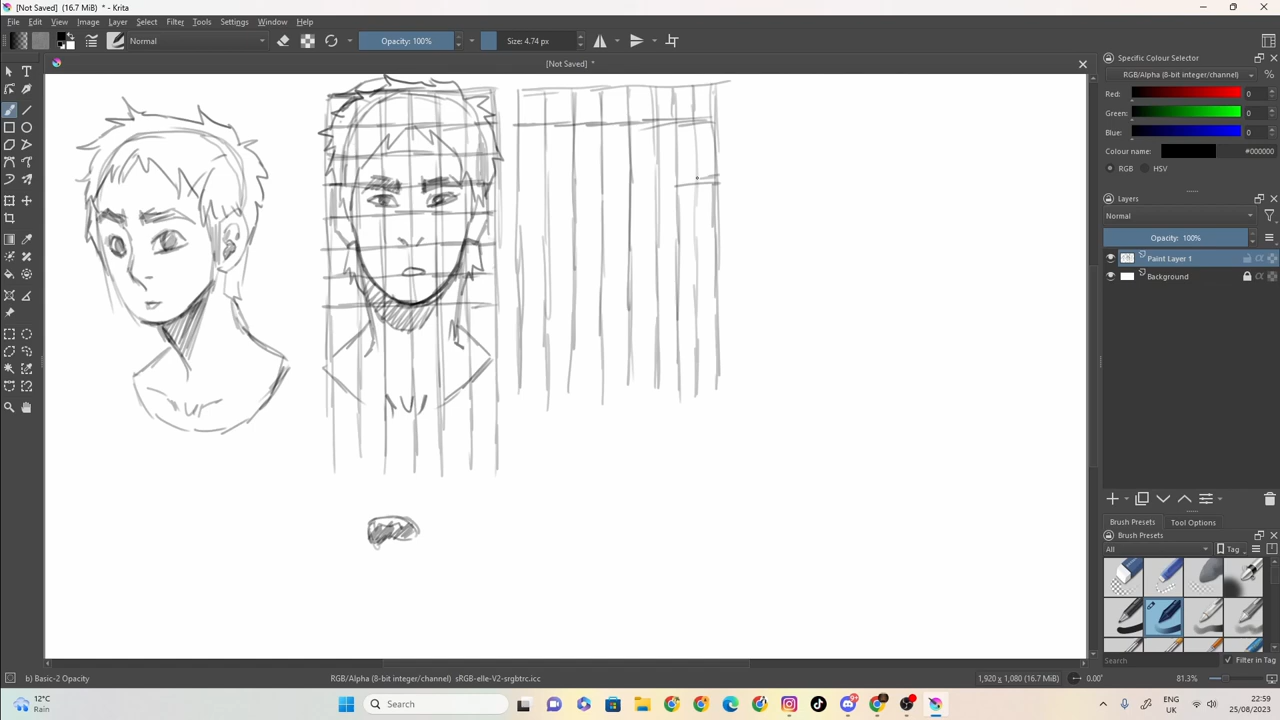 [Not Saved] (16.7 MiB) * - Krita
File Edit View Image Layer Select Filter Tools Settings Window Help
Normal
Opacity: 100%
Size: 4.74 px
[Not Saved] *
Specific Colour Selector
RGB/Alpha (8-bit integer/channel)
%
Red: 0
Green: 0
Blue: 0
Colour name: #000000
RGB HSV
Layers
Normal
Opacity: 100%
Paint Layer 1
Background
Brush Presets Tool Options
Brush Presets
All Tag
Search Filter in Tag
b) Basic-2 Opacity RGB/Alpha (8-bit integer/channel) sRGB-elle-V2-srgbtrc.icc 1,920 x 1,080 (16.7 MiB) 0.00° 81.3%
12°C
Rain
Search
ENG
UK
22:59
25/08/2023